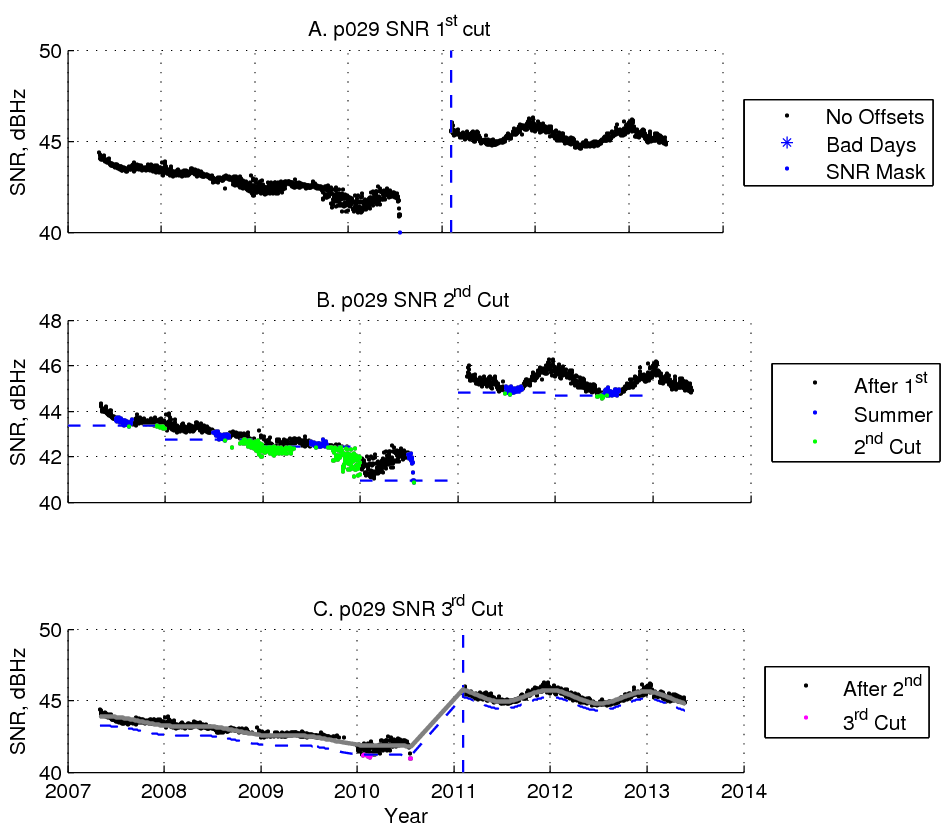 A. p029 SNR 1st cut
50
45
40
SNR, dBHz
No Offsets
Bad Days
SNR Mask
B. p029 SNR 2nd Cut
48
46
44
42
40
SNR, dBHz
After 1st
Summer
2nd Cut
C. p029 SNR 3rd Cut
50
45
40
SNR, dBHz
After 2nd
3rd Cut
2007 2008 2009 2010 2011 2012 2013 2014
Year